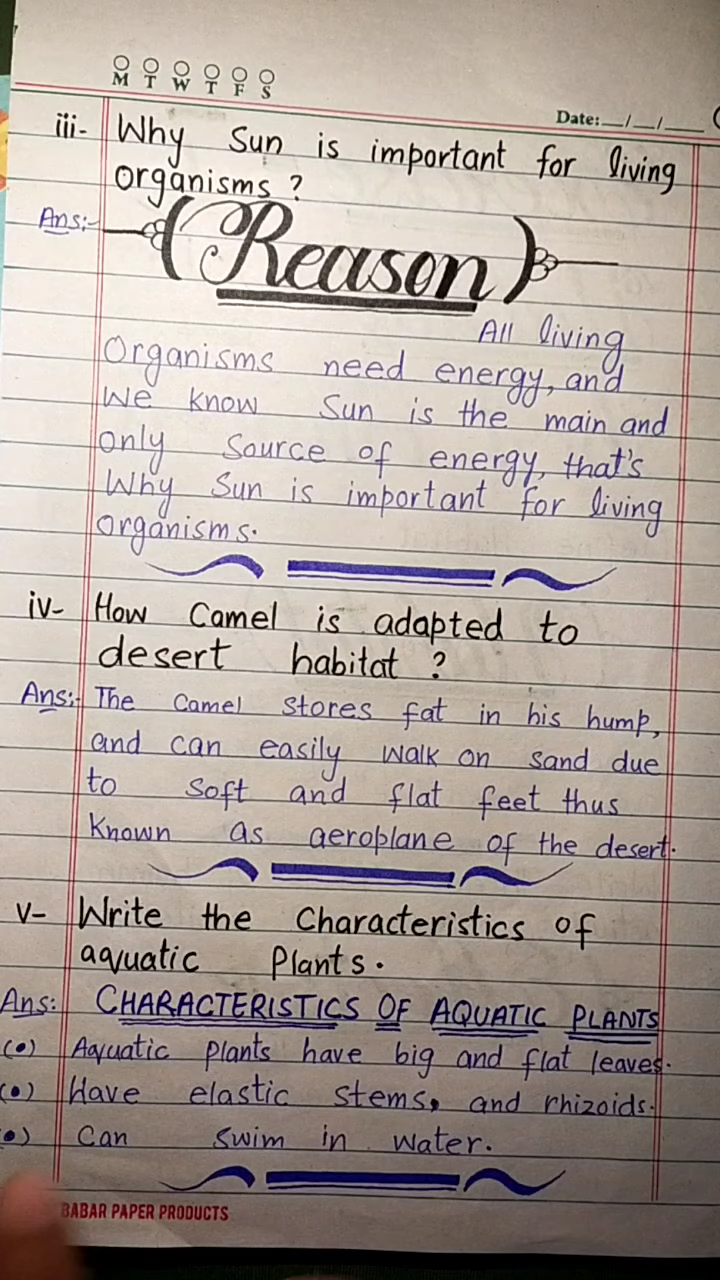 M T W T F S
Date:__/__/____
iii- Why Sun is important for living
organisms ?
Ans:-
(Reason)
All living
Organisms need energy, and
We know Sun is the main and
only Source of energy, that's
Why Sun is important for living
organisms.
iv- How Camel is adapted to
desert habitat ?
Ans:- The Camel stores fat in his hump,
and can easily walk on sand due
to soft and flat feet thus
Known as aeroplane of the desert.
v- Write the Characteristics of
aquatic Plants.
Ans: CHARACTERISTICS OF AQUATIC PLANTS
(•) Aquatic plants have big and flat leaves.
(•) Have elastic stems, and rhizoids.
(•) Can swim in water.
BABAR PAPER PRODUCTS